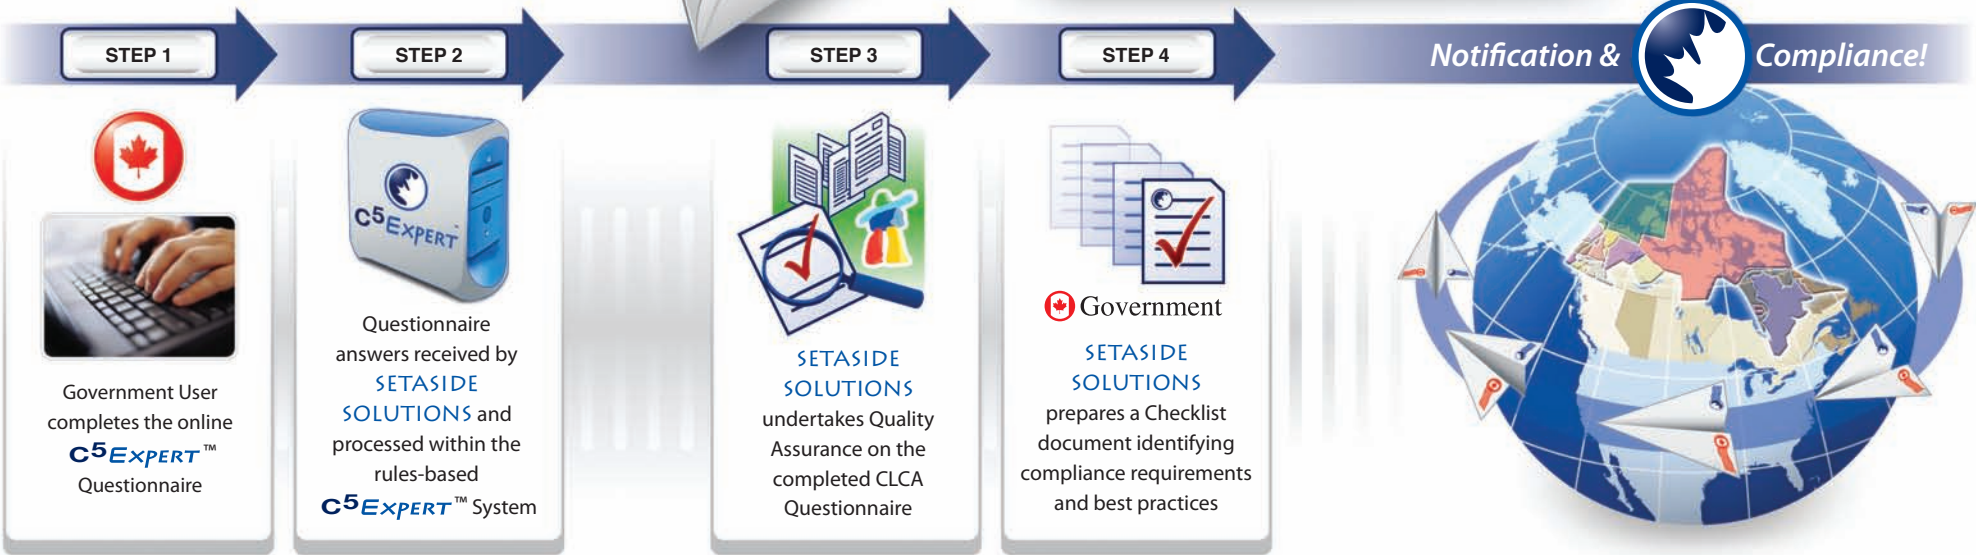 STEP 1
STEP 2
STEP 3
STEP 4
Notification & Compliance!
Government User
completes the online
C5EXPERT™
Questionnaire
C5EXPERT™
Questionnaire
answers received by
SETASIDE
SOLUTIONS and
processed within the
rules-based
C5EXPERT™ System
SETASIDE
SOLUTIONS
undertakes Quality
Assurance on the
completed CLCA
Questionnaire
Government
SETASIDE
SOLUTIONS
prepares a Checklist
document identifying
compliance requirements
and best practices